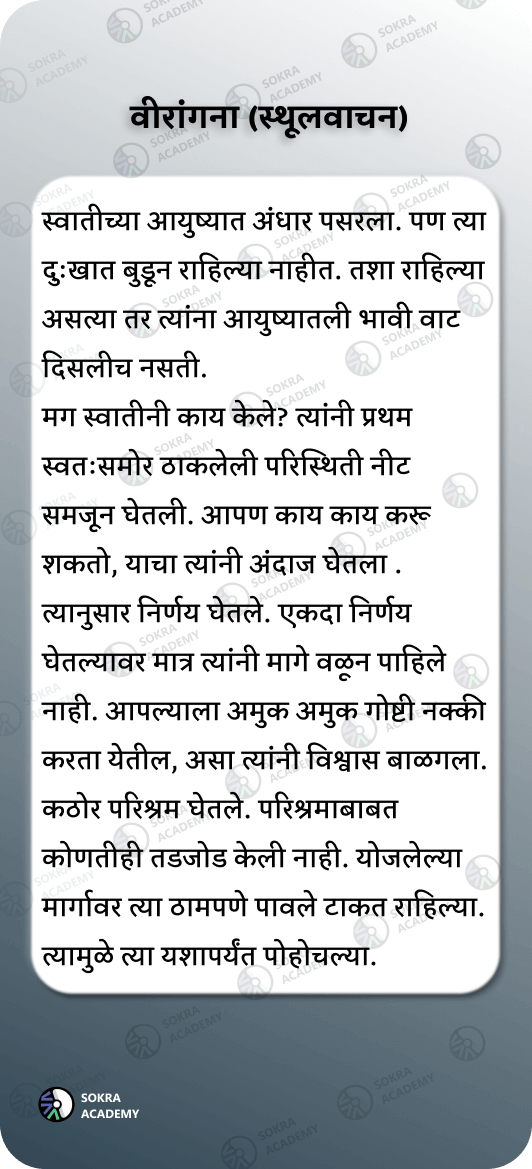 वीरांगना (स्थूलवाचन)
स्वातीच्या आयुष्यात अंधार पसरला. पण त्या
दुःखात बुडून राहिल्या नाहीत. तशा राहिल्या
असत्या तर त्यांना आयुष्यातली भावी वाट
दिसलीच नसती.
मग स्वातीनी काय केले? त्यांनी प्रथम
स्वतःसमोर ठाकलेली परिस्थिती नीट
समजून घेतली. आपण काय काय करू
शकतो, याचा त्यांनी अंदाज घेतला .
त्यानुसार निर्णय घेतले. एकदा निर्णय
घेतल्यावर मात्र त्यांनी मागे वळून पाहिले
नाही. आपल्याला अमुक अमुक गोष्टी नक्की
करता येतील, असा त्यांनी विश्वास बाळगला.
कठोर परिश्रम घेतले. परिश्रमाबाबत
कोणतीही तडजोड केली नाही. योजलेल्या
मार्गावर त्या ठामपणे पावले टाकत राहिल्या.
त्यामुळे त्या यशापर्यंत पोहोचल्या.
SOKRA
ACADEMY